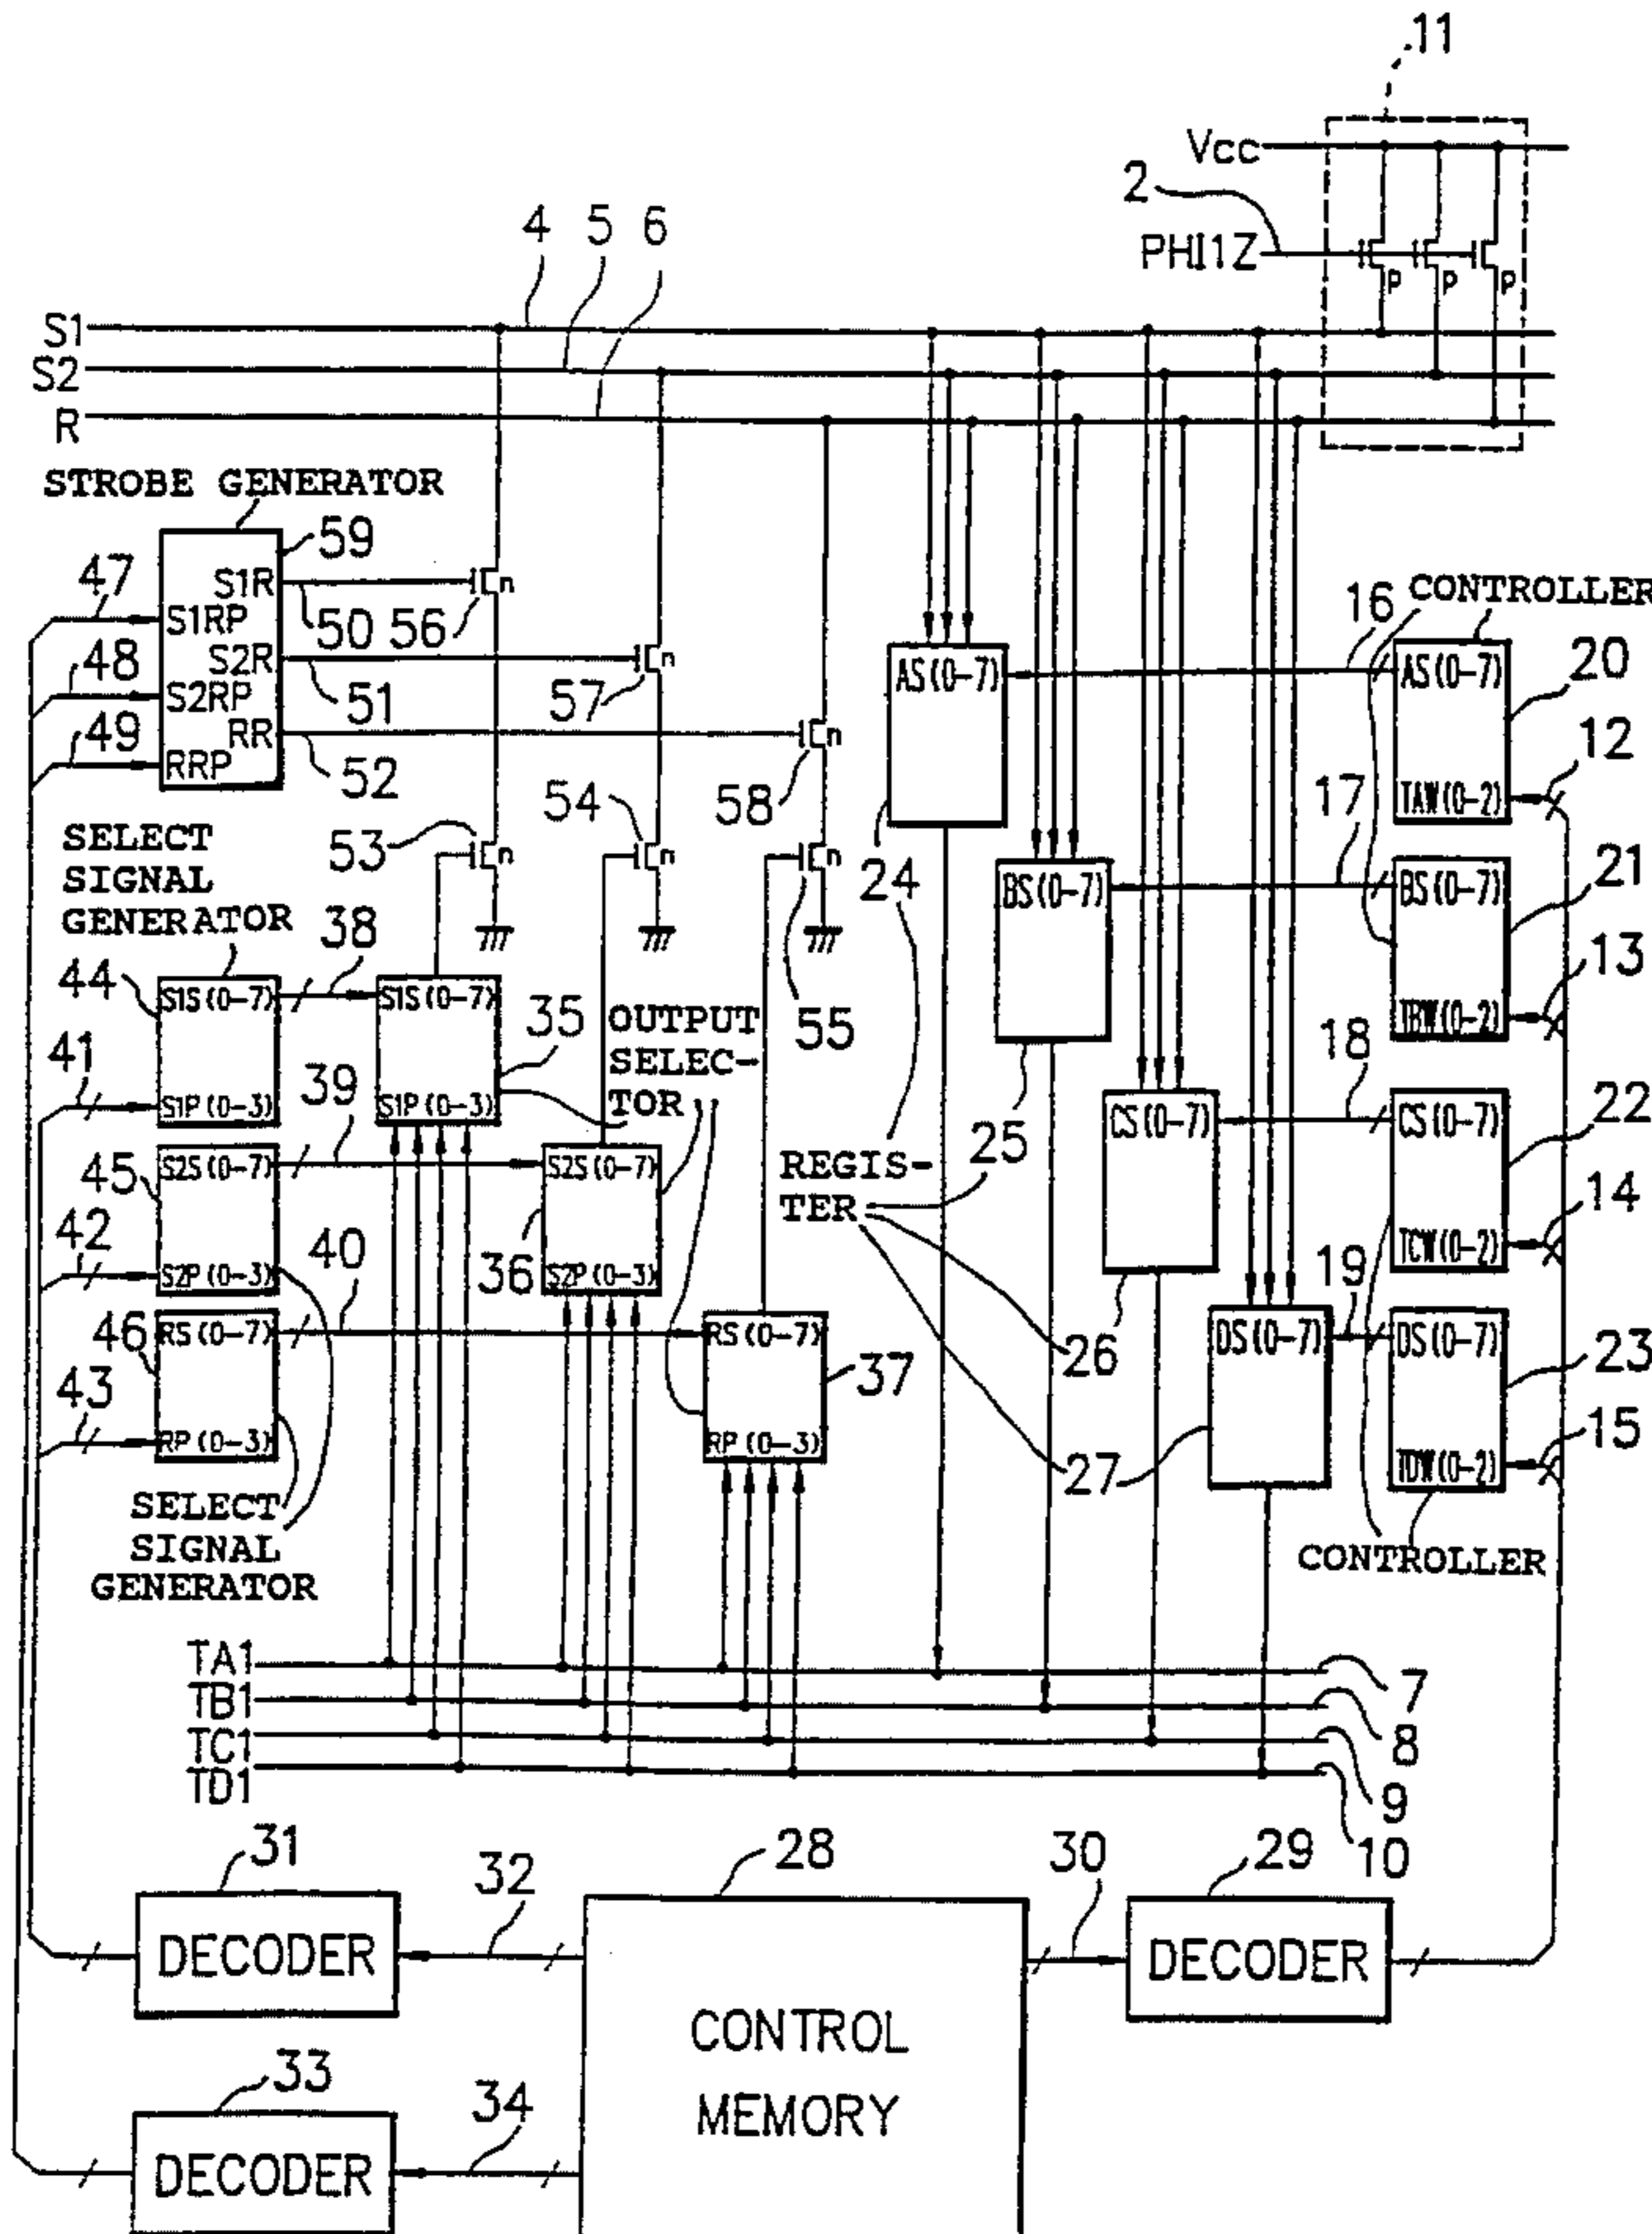 11
Vcc
2
PHI1Z
P P P
4 5 6
S1
S2
R
STROBE GENERATOR
59
47
S1R
n
S1RP
50 56
48
S2R
n
S2RP
51
57
49
RR
n
RRP
52
58
54
53
n n n
SELECT
SIGNAL
GENERATOR
38
44
S1S(0-7)
S1S(0-7)
35
41
S1P(0-3)
S1P(0-3)
OUTPUT
SELEC-
TOR
55
39
45
S2S(0-7)
S2S(0-7)
42
S2P(0-3)
36
S2P(0-3)
40
46
RS(0-7)
RS(0-7)
37
43
RP(0-3)
RP(0-3)
SELECT
SIGNAL
GENERATOR
CONTROLLER
16
AS(0-7)
AS(0-7)
20
12
TAW(0-2)
24
17
BS(0-7)
BS(0-7)
21
13
TBW(0-2)
25
18
CS(0-7)
CS(0-7)
22
REGIS-
TER
25
14
TCW(0-2)
26
26
19
DS(0-7)
DS(0-7)
23
27
15
TDW(0-2)
CONTROLLER
TA1
7
TB1
8
TC1
9
TD1
10
31
32
28
30
29
DECODER
DECODER
CONTROL
MEMORY
33
34
DECODER